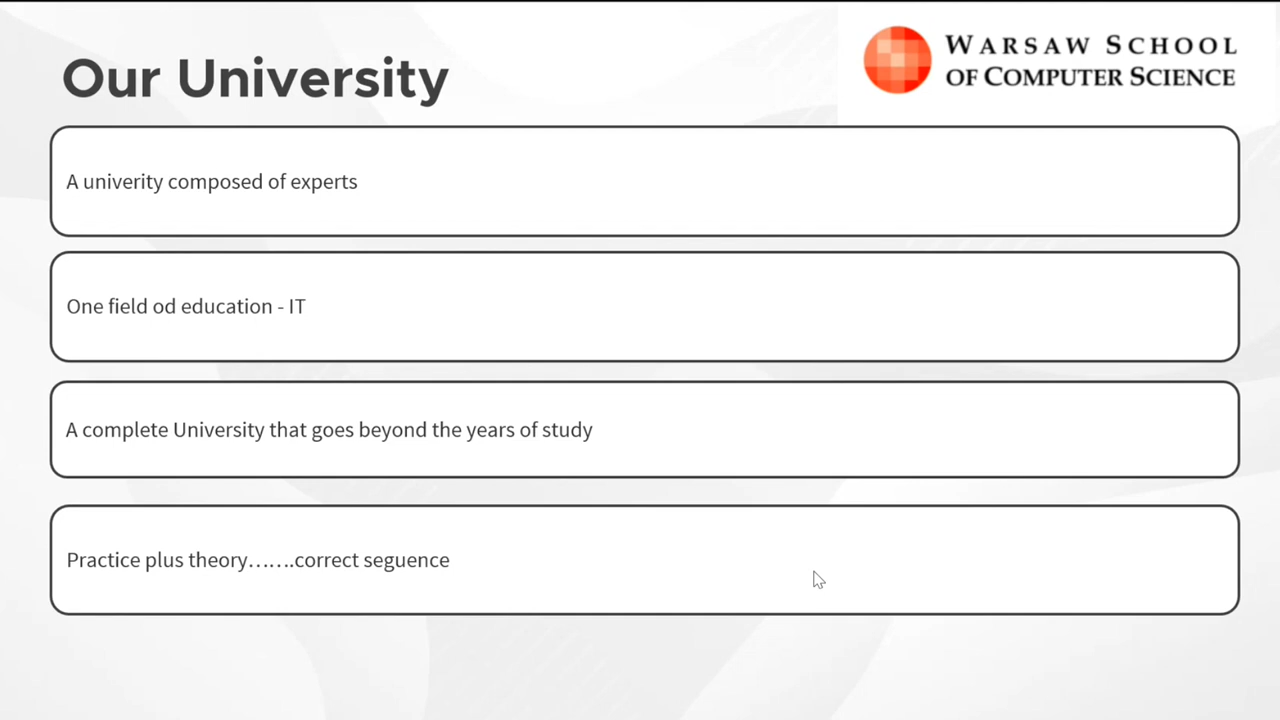 Our University
WARSAW SCHOOL
OF COMPUTER SCIENCE
A univerity composed of experts
One field od education - IT
A complete University that goes beyond the years of study
Practice plus theory…….correct seguence